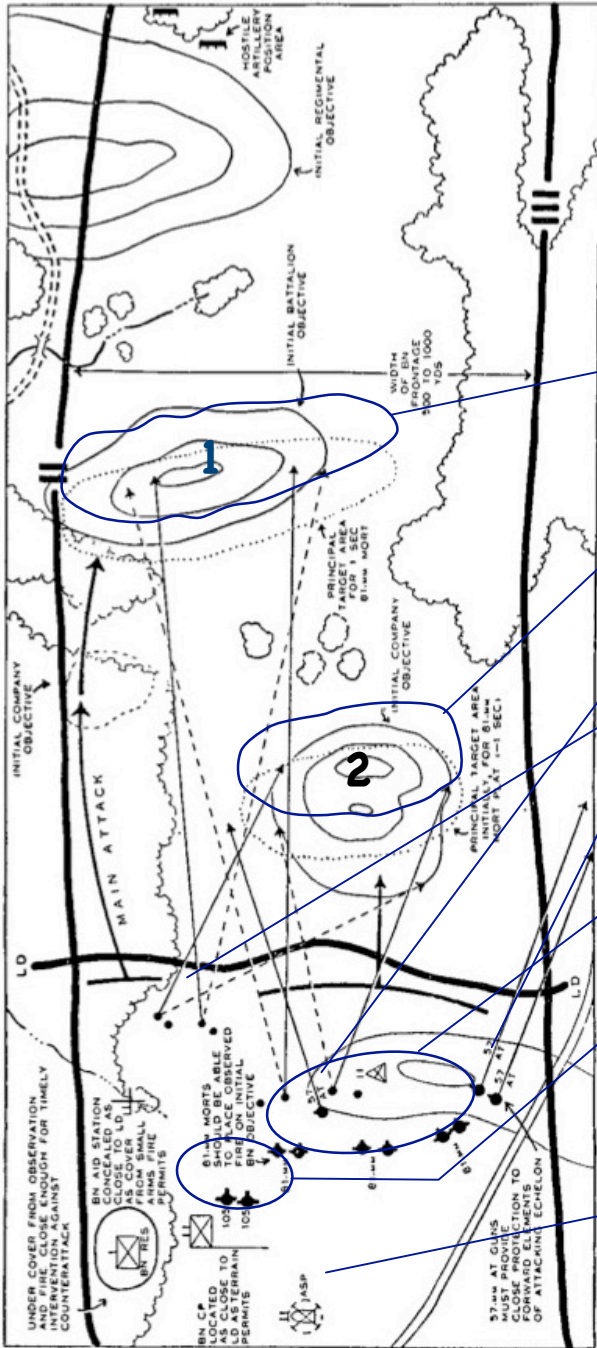 HOSTILE
ARTILLERY
POSITION
AREA
INITIAL REGIMENTAL
OBJECTIVE
INITIAL BATTALION
OBJECTIVE
WIDTH
OF BN
FRONTAGE
500 TO 1000
YDS
1
PRINCIPAL
TARGET AREA
FOR 1 SEC
81-MM MORT
INITIAL COMPANY
OBJECTIVE
INITIAL COMPANY
OBJECTIVE
2
PRINCIPAL TARGET AREA
INITIALLY, FOR 81-MM
MORT PLAT (-1 SEC)
MAIN ATTACK
LD
LD
UNDER COVER FROM OBSERVATION
AND FIRE CLOSE ENOUGH FOR TIMELY
INTERVENTION AGAINST
COUNTERATTACK
BN AID STATION
CONCEALED AS
CLOSE TO LD
AS COVER
FROM SMALL
ARMS FIRE
PERMITS
81-MM MORTS
SHOULD BE ABLE
TO PLACE OBSERVED
FIRE ON INITIAL
BN OBJECTIVE
57
AT
57 AT
57
AT
81-MM
81-MM
81MM
105
105
BN RES
BN CP
LOCATED
AS CLOSE TO
LD AS TERRAIN
PERMITS
ASP
57-MM AT GUNS
MUST PROVIDE
CLOSE PROTECTION TO
FORWARD ELEMENTS
OF ATTACKING ECHELON